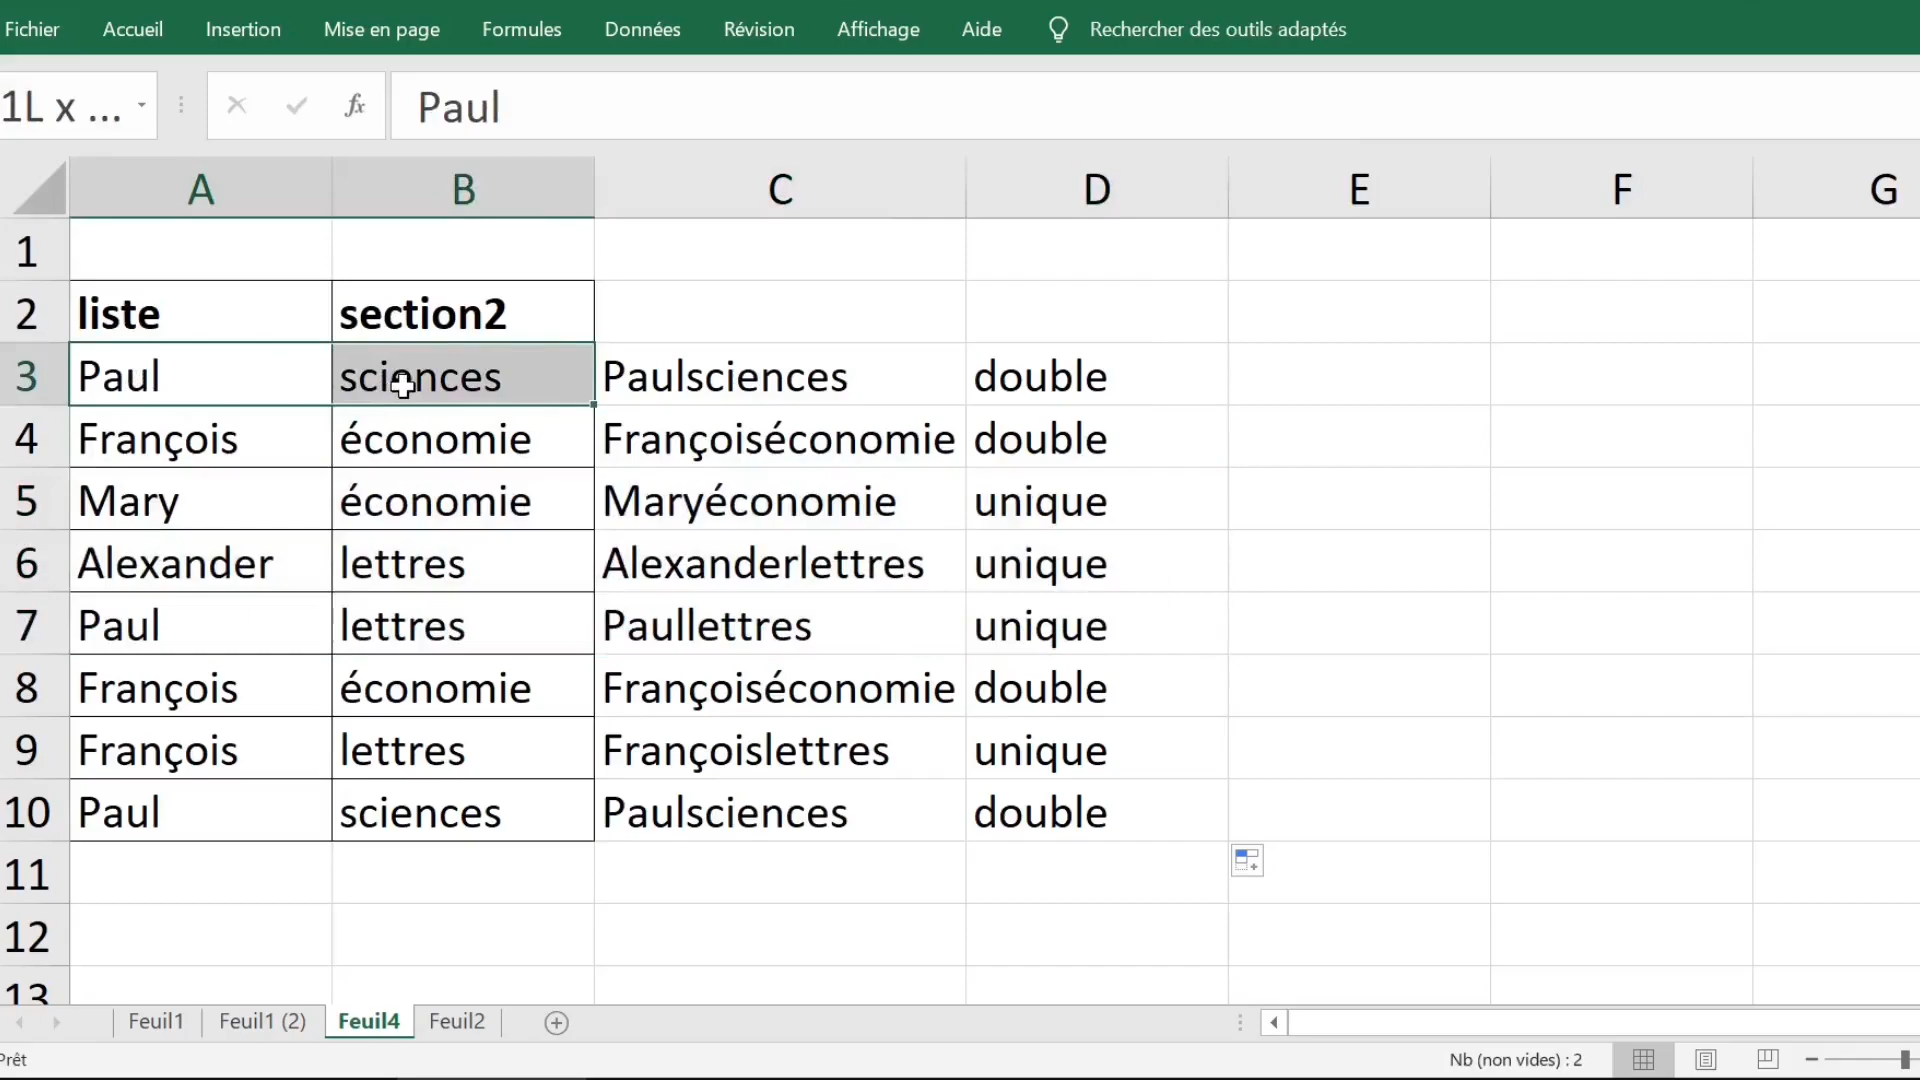 Fichier Accueil Insertion Mise en page Formules Données Révision Affichage Aide Rechercher des outils adaptés
1L x ... fx Paul
A B C D E F G
1
2 liste section2
3 Paul sciences Paulsciences double
4 François économie Françoiséconomie double
5 Mary économie Maryéconomie unique
6 Alexander lettres Alexanderlettres unique
7 Paul lettres Paullettres unique
8 François économie Françoiséconomie double
9 François lettres Françoislettres unique
10 Paul sciences Paulsciences double
11
12
13
Feuil1 Feuil1 (2) Feuil4 Feuil2
Prêt Nb (non vides) : 2